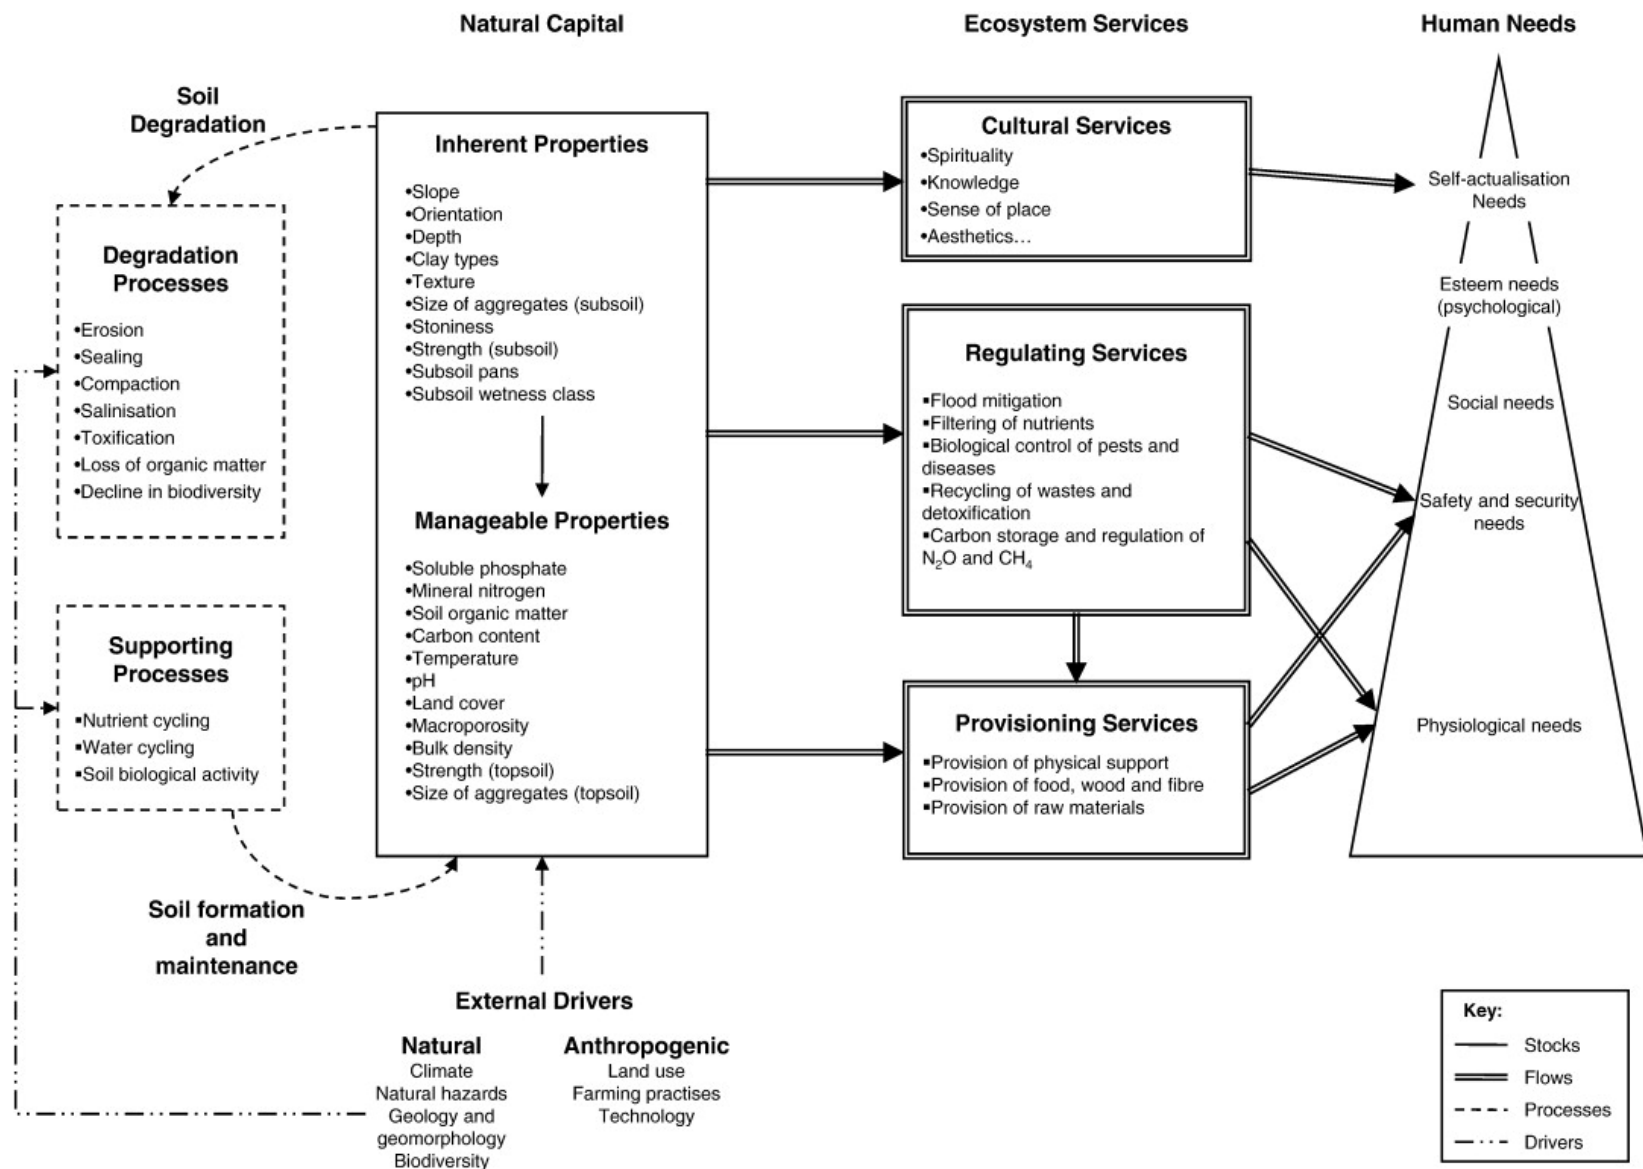 Natural Capital
Ecosystem Services
Human Needs
Soil
Degradation
Degradation
Processes
•Erosion
•Sealing
•Compaction
•Salinisation
•Toxification
•Loss of organic matter
•Decline in biodiversity
Supporting
Processes
▪Nutrient cycling
▪Water cycling
▪Soil biological activity
Soil formation
and
maintenance
Inherent Properties
•Slope
•Orientation
•Depth
•Clay types
•Texture
•Size of aggregates (subsoil)
•Stoniness
•Strength (subsoil)
•Subsoil pans
•Subsoil wetness class
Manageable Properties
•Soluble phosphate
•Mineral nitrogen
•Soil organic matter
•Carbon content
•Temperature
•pH
•Land cover
•Macroporosity
•Bulk density
•Strength (topsoil)
•Size of aggregates (topsoil)
External Drivers
Natural
Climate
Natural hazards
Geology and
geomorphology
Biodiversity
Anthropogenic
Land use
Farming practises
Technology
Cultural Services
•Spirituality
•Knowledge
•Sense of place
•Aesthetics…
Regulating Services
▪Flood mitigation
▪Filtering of nutrients
▪Biological control of pests and
diseases
▪Recycling of wastes and
detoxification
▪Carbon storage and regulation of
N₂O and CH₄
Provisioning Services
▪Provision of physical support
▪Provision of food, wood and fibre
▪Provision of raw materials
Self-actualisation
Needs
Esteem needs
(psychological)
Social needs
Safety and security
needs
Physiological needs
Key:
Stocks
Flows
Processes
Drivers